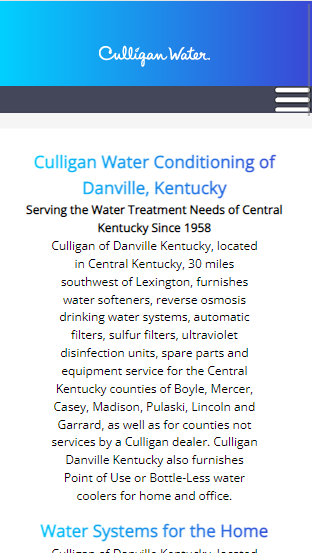 Culligan Water.
Culligan Water Conditioning of
Danville, Kentucky
Serving the Water Treatment Needs of Central
Kentucky Since 1958
Culligan of Danville Kentucky, located
in Central Kentucky, 30 miles
southwest of Lexington, furnishes
water softeners, reverse osmosis
drinking water systems, automatic
filters, sulfur filters, ultraviolet
disinfection units, spare parts and
equipment service for the Central
Kentucky counties of Boyle, Mercer,
Casey, Madison, Pulaski, Lincoln and
Garrard, as well as for counties not
services by a Culligan dealer. Culligan
Danville Kentucky also furnishes
Point of Use or Bottle-Less water
coolers for home and office.
Water Systems for the Home
Culligan of Danville Kentucky, located